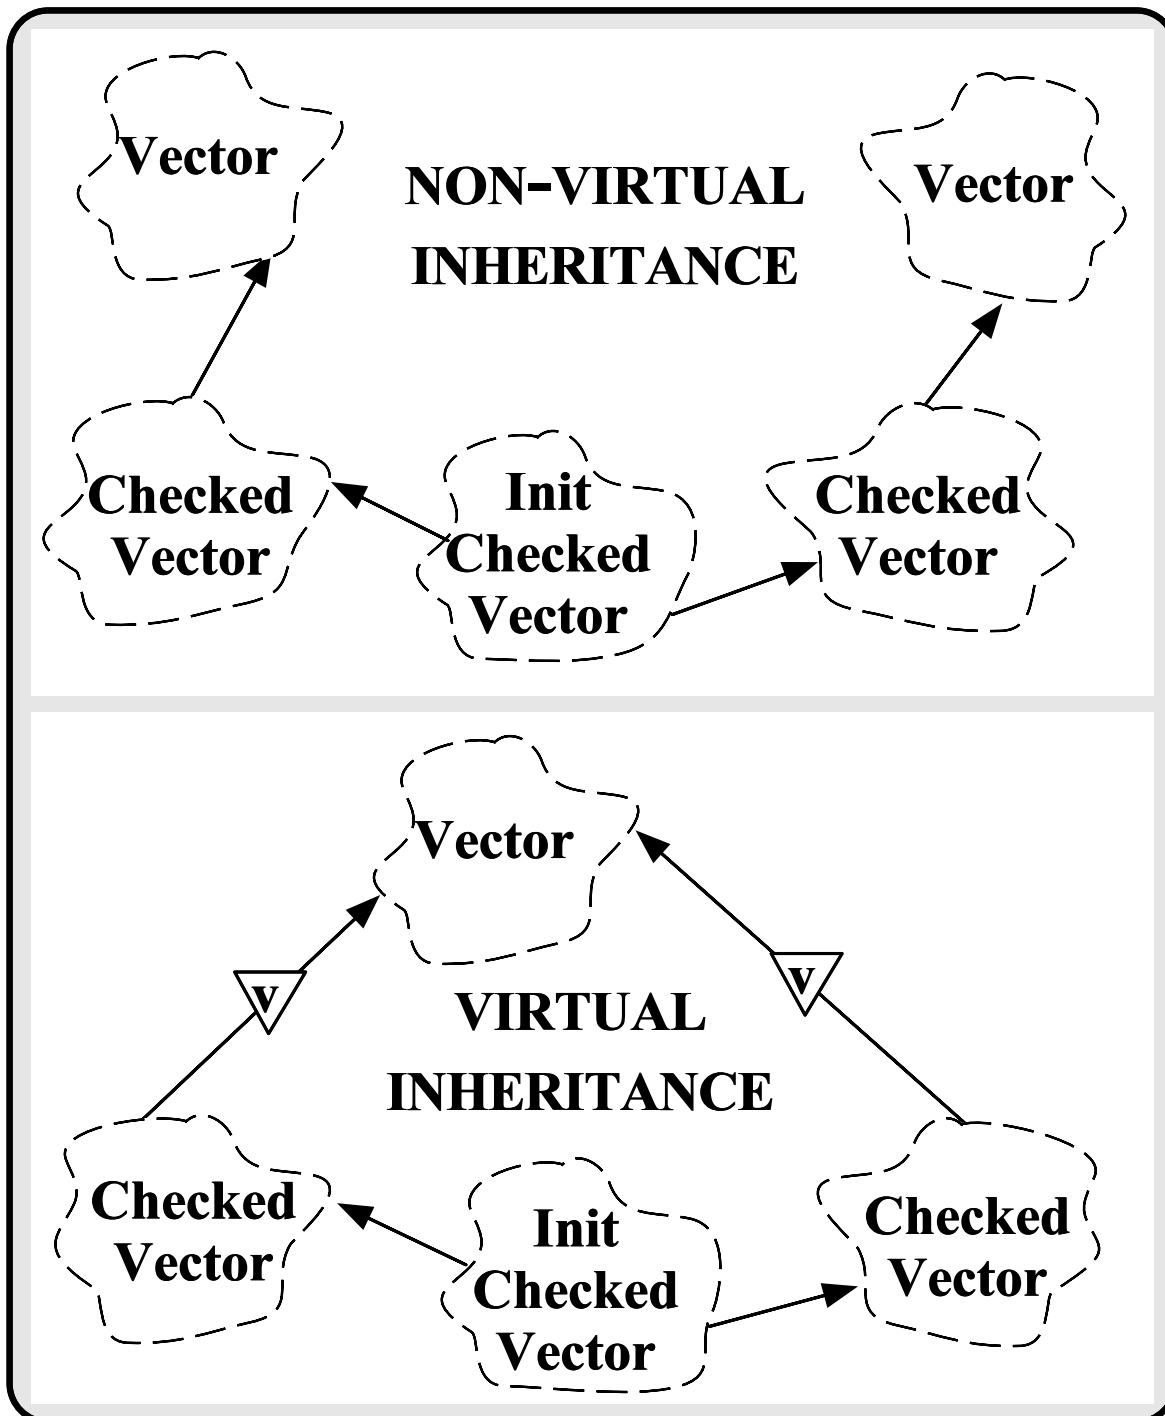 Vector
NON-VIRTUAL
INHERITANCE
Vector
Checked
Vector
Init
Checked
Vector
Checked
Vector
Vector
v
v
VIRTUAL
INHERITANCE
Checked
Vector
Init
Checked
Vector
Checked
Vector